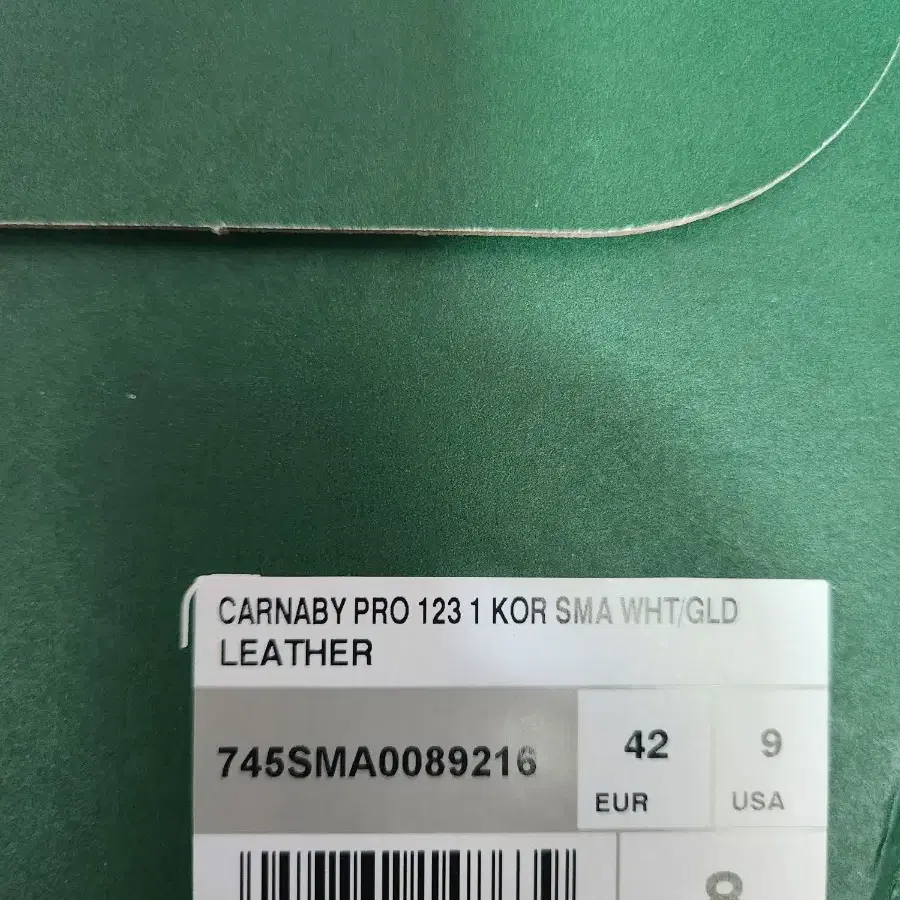 CARNABY PRO 123 1 KOR SMA WHT/GLD
LEATHER
745SMA0089216
42
EUR
9
USA